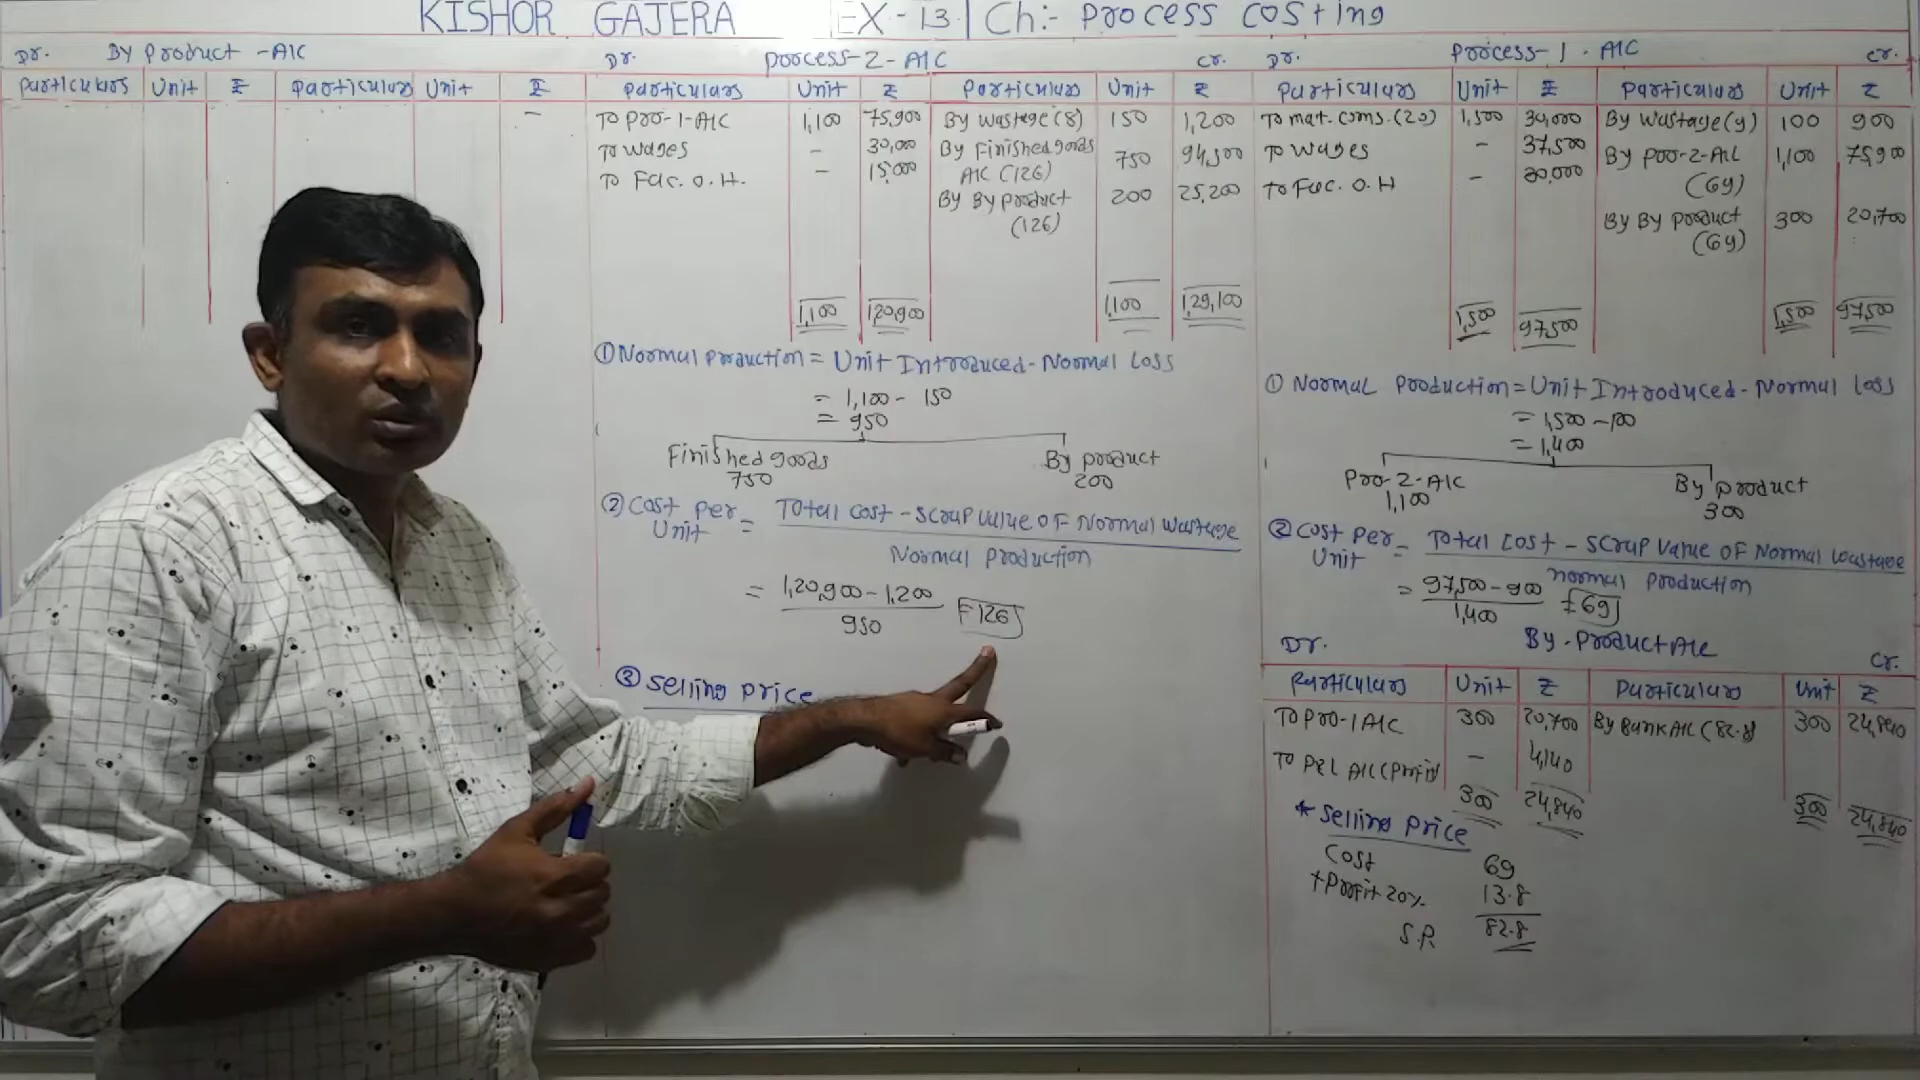 KISHOR GAJERA EX-13 Ch:- Process Costing
Dr. By Product - A/C
Particulars Unit ₹ Particulars Unit ₹
-
Dr. Process-2-A/C Cr.
Particulars Unit ₹ Particulars Unit ₹
To Pro-1-A/C 1,100 75,900 By Wastage (8) 150 1,200
To Wages - 30,000 By Finished goods A/C (126) 750 94,500
To Fac. O.H. - 15,000 By By Product (126) 200 25,200
1,100 1,20,900 1,100 1,29,100
① Normal Production = Unit Introduced - Normal Loss
= 1,100 - 150
= 950
Finished goods By product
750 200
② Cost Per Unit = Total Cost - Scrap Value Of Normal Wastage
Normal Production
= 1,20,900 - 1,200 = 126
950
③ Selling Price
Dr. Process-1-A/C Cr.
Particulars Unit ₹ Particulars Unit ₹
To mat. Cons. (20) 1,500 30,000 By Wastage (9) 100 900
To Wages - 37,500 By Pro-2-A/C (69) 1,100 75,900
To Fac. O.H - 30,000 By By Product (69) 300 20,700
1,500 97,500 1,500 97,500
① Normal Production = Unit Introduced - Normal Loss
= 1,500 - 100
= 1,400
Pro-2-A/C By Product
1,100 300
② Cost Per Unit = Total Cost - Scrap Value Of Normal Wastage
Normal Production
= 97,500 - 900 = 69
1,400
Dr. By-Product A/C Cr.
Particulars Unit ₹ Particulars Unit ₹
To Pro-1 A/C 300 20,700 By Bank A/C (82.8) 300 24,840
To P&L A/C (Profit) - 4,140
300 24,840 300 24,840
* Selling Price
Cost 69
+Profit 20% 13.8
S.P. 82.8